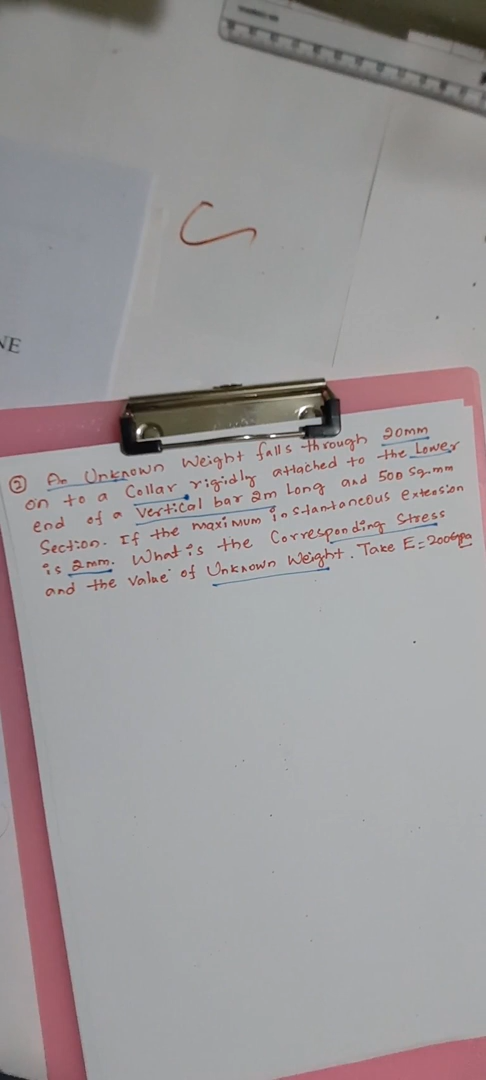 NE
② An Unknown Weight falls through 20mm
on to a Collar rigidly attached to the Lower
end of a Vertical bar 2m Long and 500 Sq.mm
Section. If the maximum instantaneous extension
is 2mm. What is the Corresponding Stress
and the Value of Unknown Weight. Take E=200Gpa